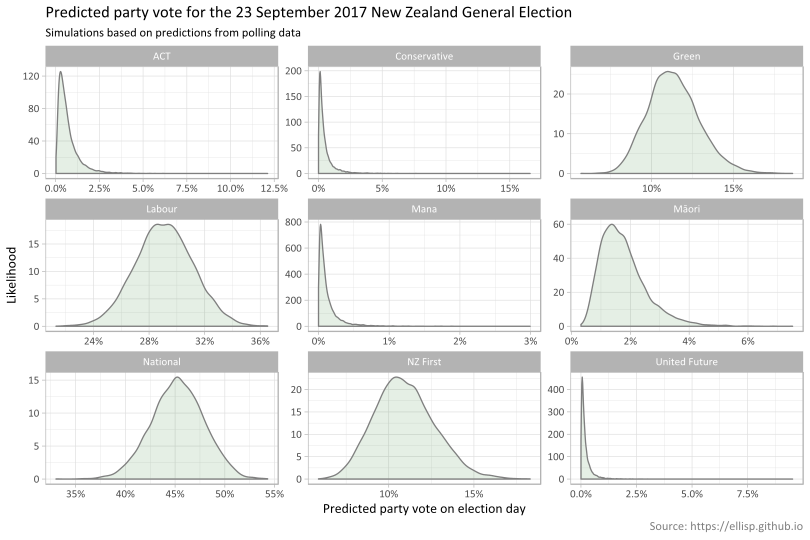 Predicted party vote for the 23 September 2017 New Zealand General Election
Simulations based on predictions from polling data
ACT Conservative Green
120 80 40 0
200 150 100 50 0
20 10 0
0.0% 2.5% 5.0% 7.5% 10.0% 12.5% 0% 5% 10% 15% 10% 15%
Labour Mana Māori
15 10 5 0
800 600 400 200 0
60 40 20 0
24% 28% 32% 36% 0% 1% 2% 3% 0% 2% 4% 6%
Likelihood
National NZ First United Future
15 10 5 0
20 15 10 5 0
400 300 200 100 0
35% 40% 45% 50% 55% 10% 15% 0.0% 2.5% 5.0% 7.5%
Predicted party vote on election day
Source: https://ellisp.github.io